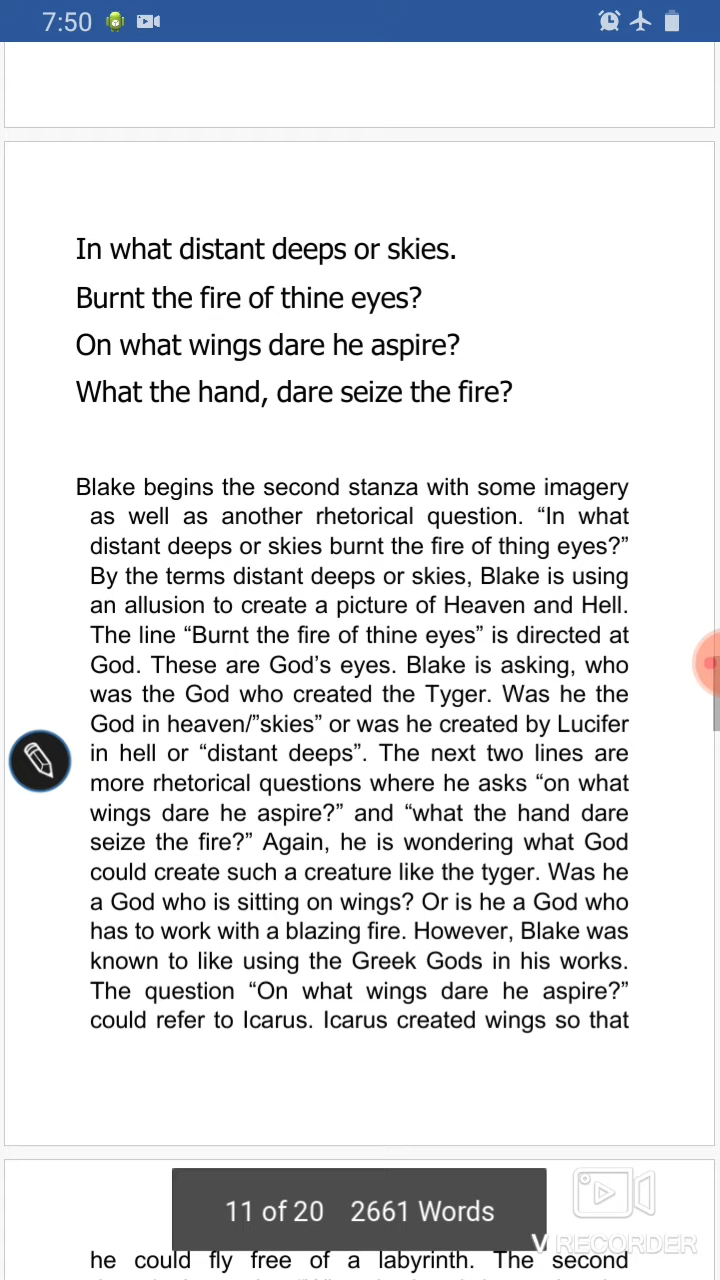 7:50
In what distant deeps or skies.
Burnt the fire of thine eyes?
On what wings dare he aspire?
What the hand, dare seize the fire?
Blake begins the second stanza with some imagery
as well as another rhetorical question. “In what
distant deeps or skies burnt the fire of thing eyes?”
By the terms distant deeps or skies, Blake is using
an allusion to create a picture of Heaven and Hell.
The line “Burnt the fire of thine eyes” is directed at
God. These are God’s eyes. Blake is asking, who
was the God who created the Tyger. Was he the
God in heaven/”skies” or was he created by Lucifer
in hell or “distant deeps”. The next two lines are
more rhetorical questions where he asks “on what
wings dare he aspire?” and “what the hand dare
seize the fire?” Again, he is wondering what God
could create such a creature like the tyger. Was he
a God who is sitting on wings? Or is he a God who
has to work with a blazing fire. However, Blake was
known to like using the Greek Gods in his works.
The question “On what wings dare he aspire?”
could refer to Icarus. Icarus created wings so that
11 of 20 2661 Words
V RECORDER
he could fly free of a labyrinth. The second